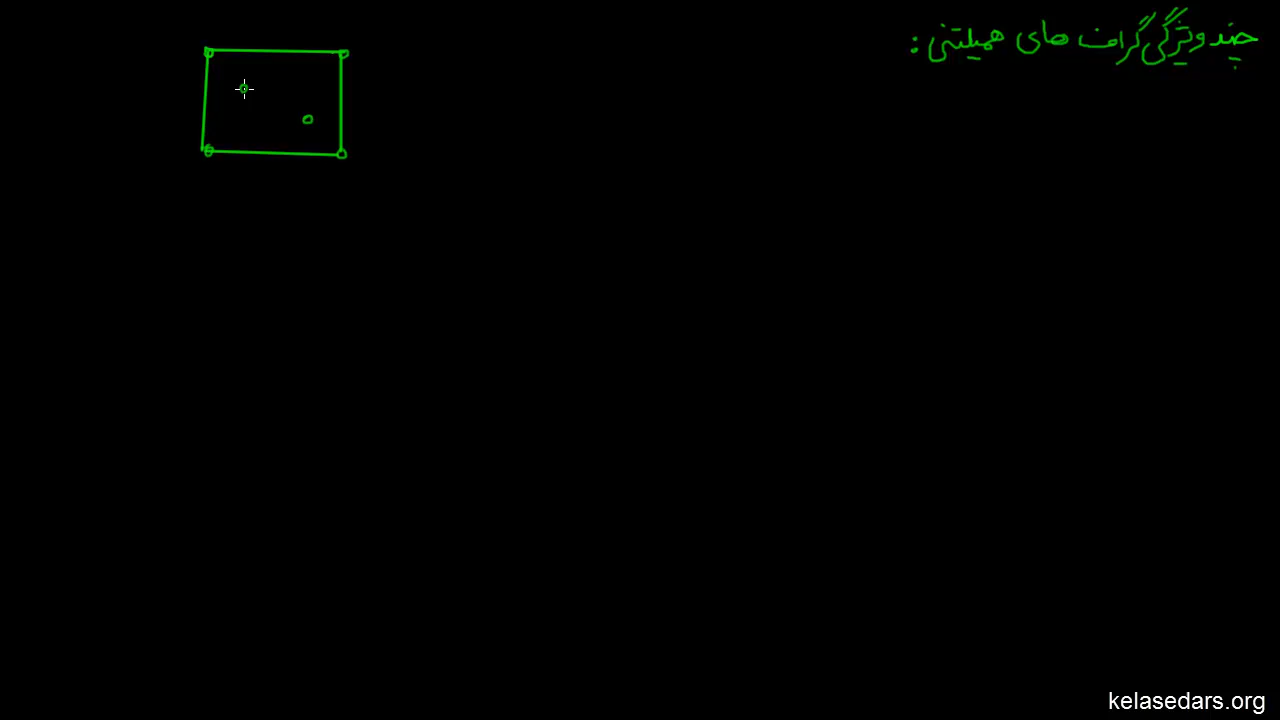 چند ویژگی گراف های همیلتنی :
kelasedars.org